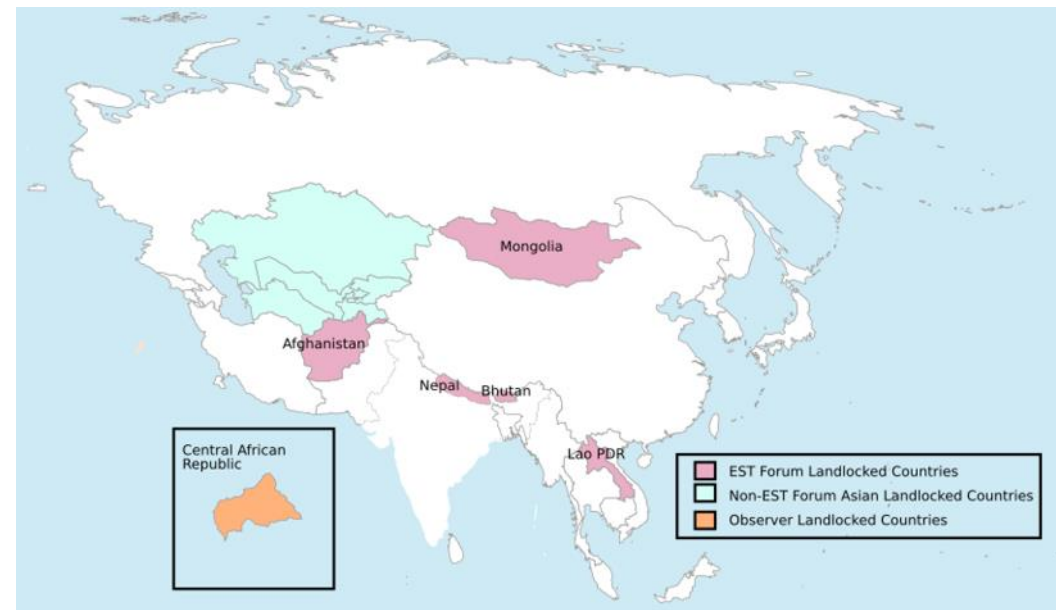 Mongolia
Afghanistan
Nepal
Bhutan
Lao PDR
Central African
Republic
EST Forum Landlocked Countries
Non-EST Forum Asian Landlocked Countries
Observer Landlocked Countries